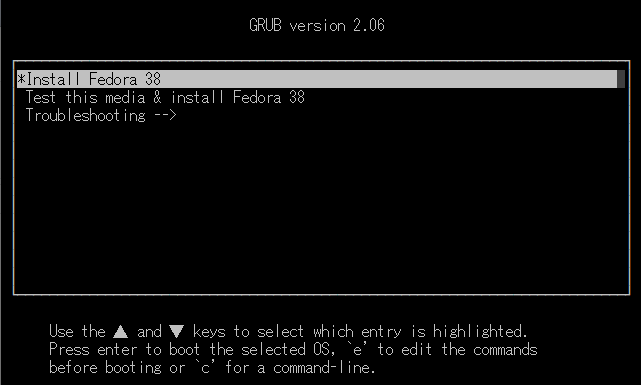 GRUB version 2.06
*Install Fedora 38
Test this media & install Fedora 38
Troubleshooting -->
Use the ▲ and ▼ keys to select which entry is highlighted.
Press enter to boot the selected OS, `e' to edit the commands
before booting or `c' for a command-line.